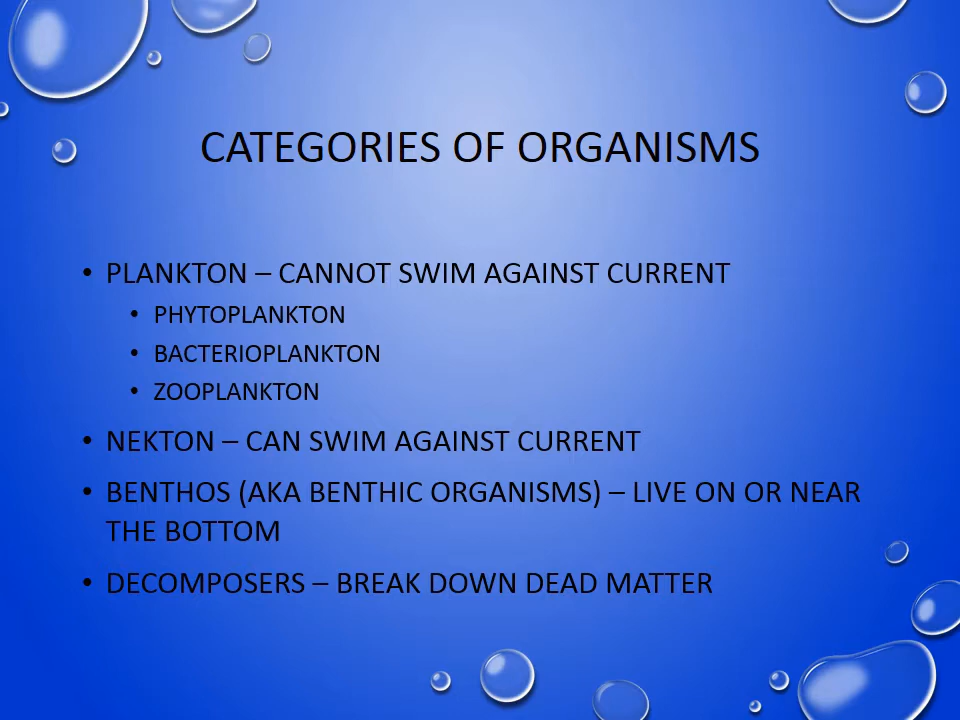 CATEGORIES OF ORGANISMS
• PLANKTON – CANNOT SWIM AGAINST CURRENT
• PHYTOPLANKTON
• BACTERIOPLANKTON
• ZOOPLANKTON
• NEKTON – CAN SWIM AGAINST CURRENT
• BENTHOS (AKA BENTHIC ORGANISMS) – LIVE ON OR NEAR
THE BOTTOM
• DECOMPOSERS – BREAK DOWN DEAD MATTER